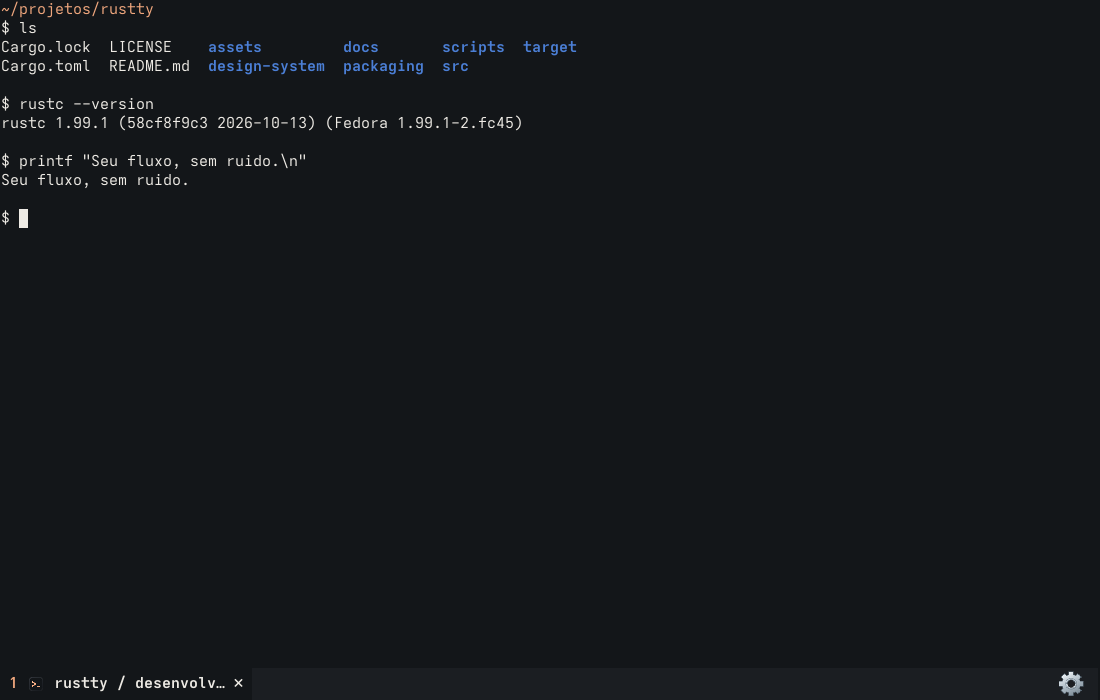 ~/projetos/rustty
$ ls
Cargo.lock  LICENSE    assets         docs       scripts  target
Cargo.toml  README.md  design-system  packaging  src
$ rustc --version
rustc 1.99.1 (58cf8f9c3 2026-10-13) (Fedora 1.99.1-2.fc45)
$ printf "Seu fluxo, sem ruido.\n"
Seu fluxo, sem ruido.
$
1 >_ rustty / desenvolv… ×